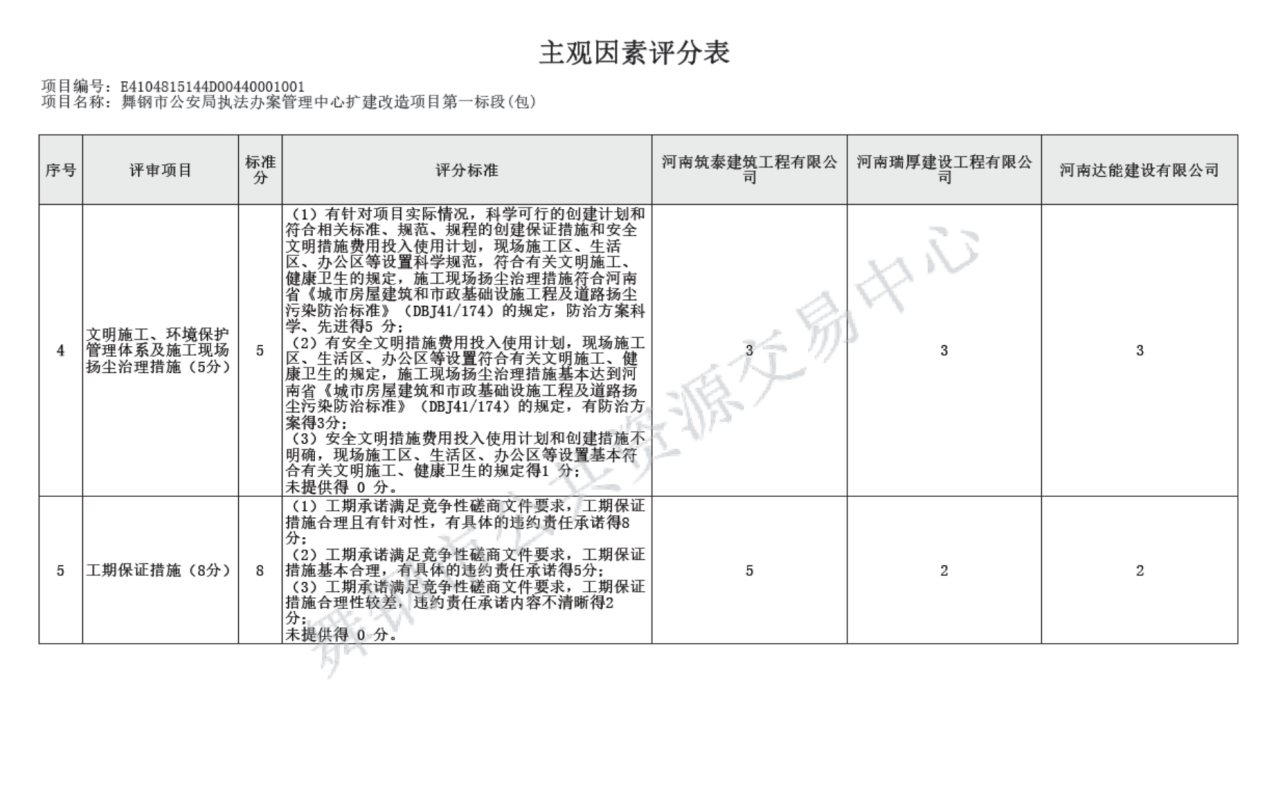 主观因素评分表
项目编号: E4104815144D00440001001
项目名称: 舞钢市公安局执法办案管理中心扩建改造项目第一标段(包)
序号 评审项目 标准分 评分标准 河南筑泰建筑工程有限公司 河南瑞厚建设工程有限公司 河南达能建设有限公司
(1)有针对项目实际情况,科学可行的创建计划和
符合相关标准、规范、规程的创建保证措施和安全
文明措施费用投入使用计划,现场施工区、生活
区、办公区等设置科学规范,符合有关文明施工、
健康卫生的规定,施工现场扬尘治理措施符合河南
省《城市房屋建筑和市政基础设施工程及道路扬尘
污染防治标准》(DBJ41/174)的规定,防治方案科
学、先进得5 分;
(2)有安全文明措施费用投入使用计划,现场施工
区、生活区、办公区等设置符合有关文明施工、健
康卫生的规定,施工现场扬尘治理措施基本达到河
南省《城市房屋建筑和市政基础设施工程及道路扬
尘污染防治标准》(DBJ41/174)的规定,有防治方
案得3分;
(3)安全文明措施费用投入使用计划和创建措施不
明确,现场施工区、生活区、办公区等设置基本符
合有关文明施工、健康卫生的规定得1 分;
未提供得 0 分。
4
文明施工、环境保护
管理体系及施工现场
扬尘治理措施(5分)
5
3
3
3
(1)工期承诺满足竞争性磋商文件要求,工期保证
措施合理且有针对性,有具体的违约责任承诺得8
分;
(2)工期承诺满足竞争性磋商文件要求,工期保证
措施基本合理,有具体的违约责任承诺得5分;
(3)工期承诺满足竞争性磋商文件要求,工期保证
措施合理性较差,违约责任承诺内容不清晰得2
分;
未提供得 0 分。
5
工期保证措施(8分)
8
5
2
2
舞钢市公共资源交易中心